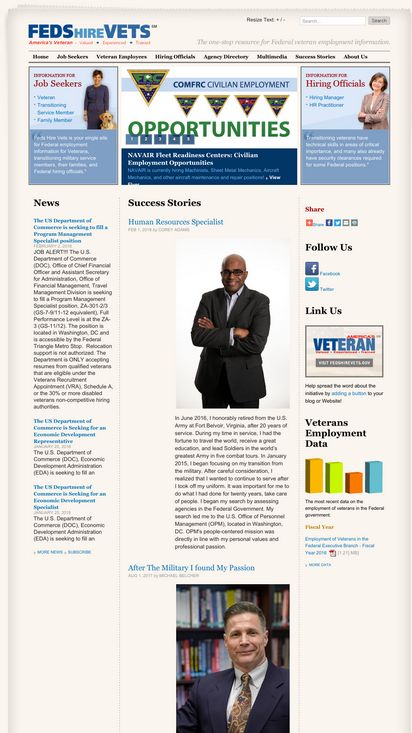 Resize Text: + / -
Search...
Search
FEDSHIREVETS SM
America's Veteran - Valued ★ Experienced ★ Trained
The one-stop resource for Federal veteran employment information.
Home Job Seekers Veteran Employees Hiring Officials Agency Directory Multimedia Success Stories About Us
INFORMATION FOR
Job Seekers
Veteran
Transitioning
Service Member
Family Member
Feds Hire Vets is your single site
for Federal employment
information for Veterans,
transitioning military service
members, their families, and
Federal hiring officials."
COMFRC CIVILIAN EMPLOYMENT
OPPORTUNITIES
1 2 3 4 5
NAVAIR Fleet Readiness Centers: Civilian
Employment Opportunities
NAVAIR is currently hiring Machinists, Sheet Metal Mechanics, Aircraft
Mechanics, and other aircraft maintenance and repair positions! › View
Flyer
INFORMATION FOR
Hiring Officials
Hiring Manager
HR Practitioner
Transitioning veterans have
technical skills in areas of critical
importance, and many also already
have security clearances required
for some Federal positions."
News
The US Department of
Commerce is seeking to fill a
Program Management
Specialist position
FEBRUARY 2, 2018
JOB ALERT!!! The U.S.
Department of Commerce
(DOC), Office of Chief Financial
Officer and Assistant Secretary
for Administration, Office of
Financial Management, Travel
Management Division is seeking
to fill a Program Management
Specialist position, ZA-301-2/3
(GS-7-9/11-12 equivalent), Full
Performance Level is at the ZA-
3 (GS-11/12). The position is
located in Washington, DC and
is accessible by the Federal
Triangle Metro Stop. Relocation
support is not authorized. The
Department is ONLY accepting
resumes from qualified veterans
that are eligible under the
Veterans Recruitment
Appointment (VRA), Schedule A,
or the 30% or more disabled
veterans non-competitive hiring
authorities.
The US Department of
Commerce is Seeking for an
Economic Development
Representative
JANUARY 25, 2018
The U.S. Department of
Commerce (DOC), Economic
Development Administration
(EDA) is seeking to fill an
The US Department of
Commerce is Seeking for an
Economic Development
Specialist
JANUARY 25, 2018
The U.S. Department of
Commerce (DOC), Economic
Development Administration
(EDA) is seeking to fill an
› MORE NEWS › SUBSCRIBE
Success Stories
Human Resources Specialist
FEB 1, 2018 BY COREY ADAMS
In June 2016, I honorably retired from the U.S.
Army at Fort Belvoir, Virginia, after 20 years of
service. During my time in service, I had the
fortune to travel the world, receive a great
education, and lead Soldiers in the world's
greatest Army in five combat tours. In January
2015, I began focusing on my transition from
the military. After careful consideration, I
realized that I wanted to continue to serve after
I took off my uniform. It was important for me to
do what I had done for twenty years, take care
of people. I began my search by assessing
agencies in the Federal Government. My
search led me to the U.S. Office of Personnel
Management (OPM), located in Washington,
DC. OPM's people-centered mission was
directly in line with my personal values and
professional passion.
After The Military I found My Passion
AUG 1, 2017 BY MICHAEL BELCHER
Share
Share
Follow Us
Facebook
Twitter
Link Us
AMERICA'S
VETERAN
Valued • Experienced • Trained
VISIT FEDSHIREVETS.GOV
Help spread the word about the
initiative by adding a button to your
blog or Website!
Veterans
Employment
Data
The most recent data on the
employment of veterans in the Federal
government.
Fiscal Year
Employment of Veterans in the
Federal Executive Branch - Fiscal
Year 2016 [1.21 MB]
› MORE DATA